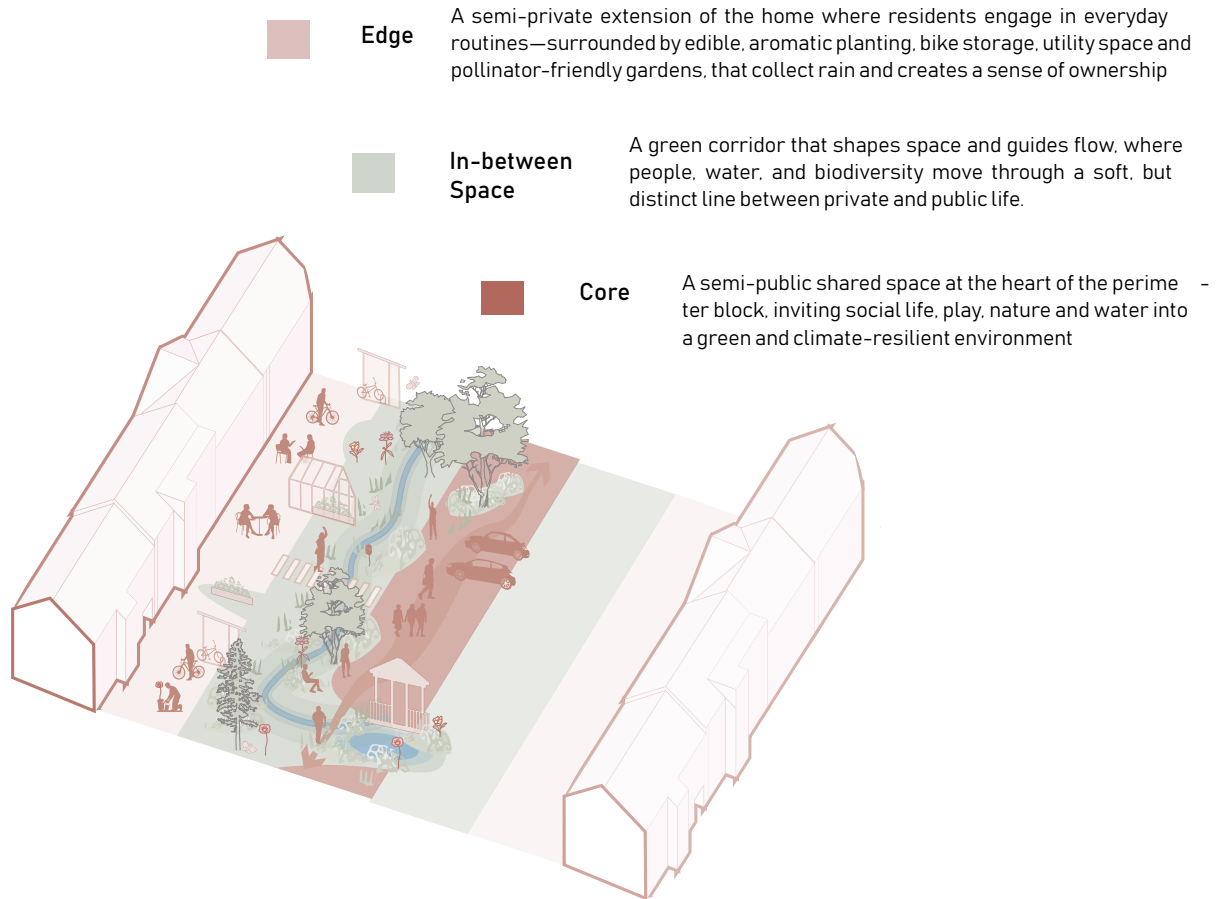 Edge
A semi-private extension of the home where residents engage in everyday
routines—surrounded by edible, aromatic planting, bike storage, utility space and
pollinator-friendly gardens, that collect rain and creates a sense of ownership
In-between
Space
A green corridor that shapes space and guides flow, where
people, water, and biodiversity move through a soft, but
distinct line between private and public life.
Core
A semi-public shared space at the heart of the perime -
ter block, inviting social life, play, nature and water into
a green and climate-resilient environment